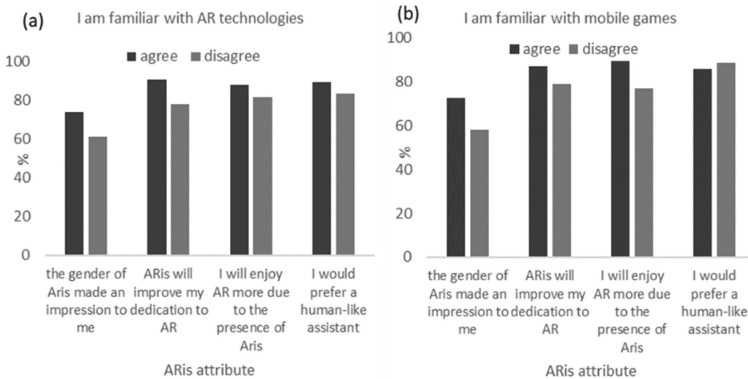 (a)
I am familiar with AR technologies
agree disagree
100
80
60
40
20
0
%
the gender of
Aris made an
impression to
me
ARis will
improve my
dedication to
AR
I will enjoy
AR more due
to the
presence of
Aris
I would
prefer a
human-like
assistant
ARis attribute
(b)
I am familiar with mobile games
agree disagree
100
80
60
40
20
0
%
the gender of
Aris made an
impression to
me
ARis will
improve my
dedication to
AR
I will enjoy
AR more due
to the
presence of
Aris
I would
prefer a
human-like
assistant
ARis attribute